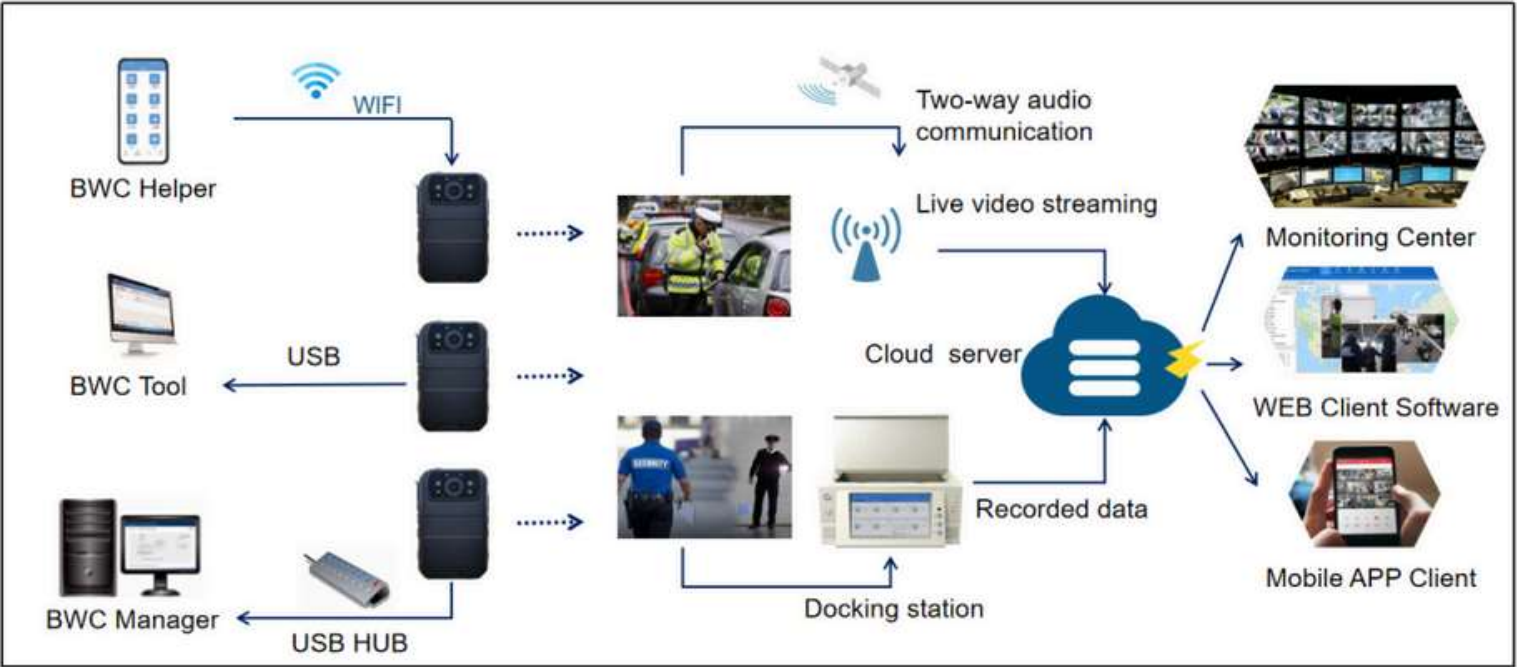 WIFI
BWC Helper
Two-way audio
communication
Live video streaming
Monitoring Center
USB
BWC Tool
Cloud server
WEB Client Software
SECURITY
Recorded data
BWC Manager
USB HUB
Docking station
Mobile APP Client